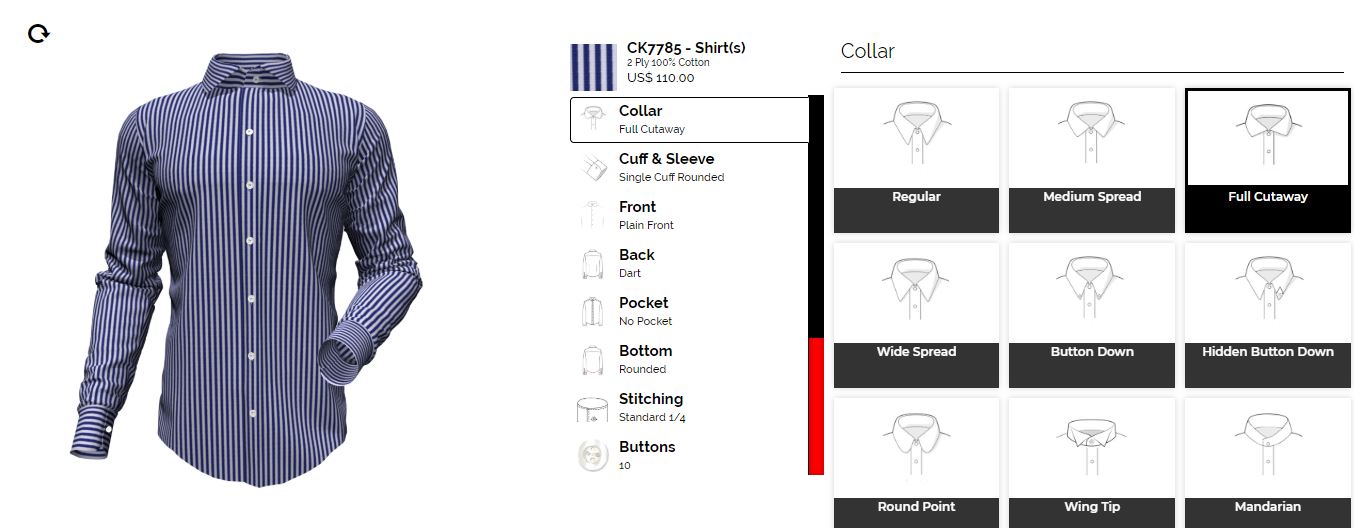 CK7785 - Shirt(s)
2 Ply 100% Cotton
US$ 110.00
Collar
Full Cutaway
Cuff & Sleeve
Single Cuff Rounded
Front
Plain Front
Back
Dart
Pocket
No Pocket
Bottom
Rounded
Stitching
Standard 1/4
Buttons
10
Collar
Regular
Medium Spread
Full Cutaway
Wide Spread
Button Down
Hidden Button Down
Round Point
Wing Tip
Mandarian